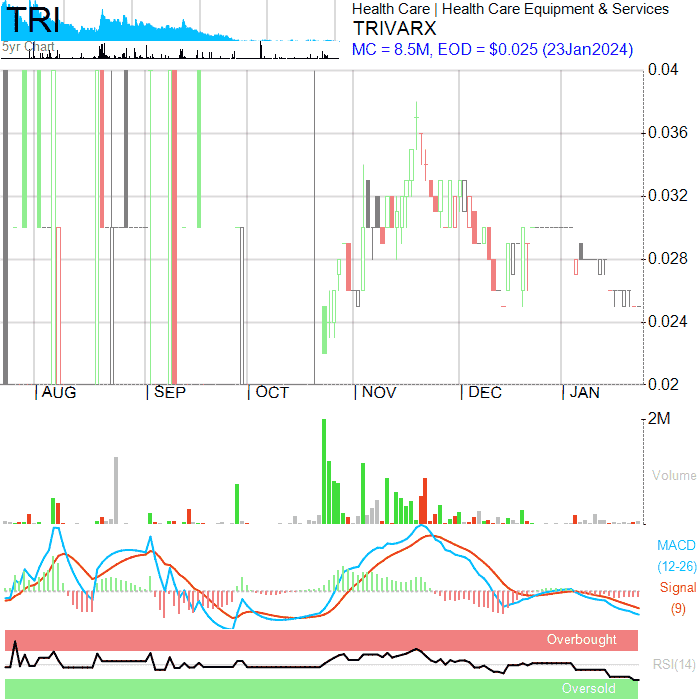 TRI
5yr Chart
Health Care | Health Care Equipment & Services
TRIVARX
MC = 8.5M, EOD = $0.025 (23Jan2024)
0.04
0.036
0.032
0.028
0.024
0.02
|AUG |SEP |OCT |NOV |DEC |JAN
2M
Volume
MACD
(12-26)
Signal
(9)
Overbought
RSI(14)
Oversold